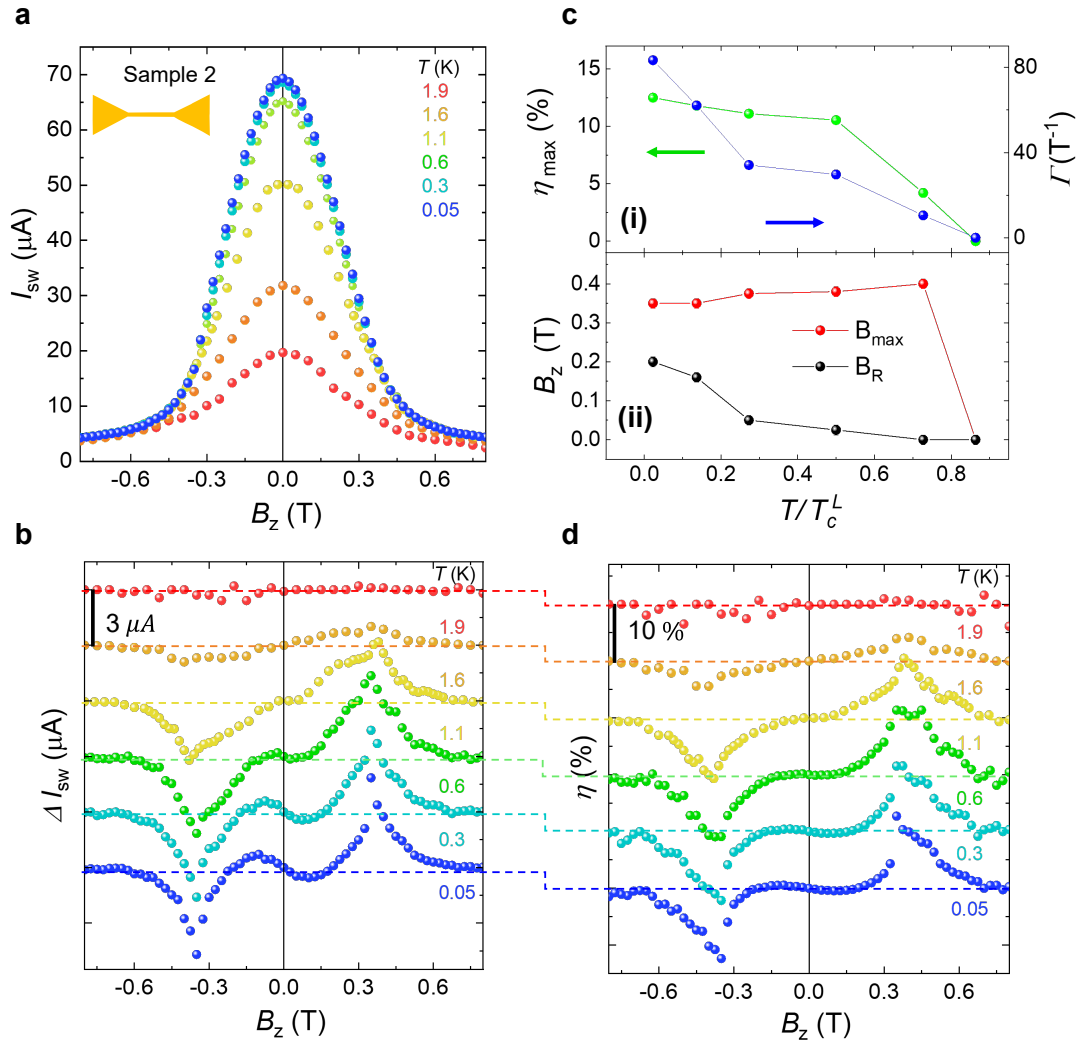 a
Sample 2
T (K)
1.9
1.6
1.1
0.6
0.3
0.05
70
60
50
40
30
20
10
0
I_sw (μA)
-0.6 -0.3 0.0 0.3 0.6
B_z (T)
c
15
10
5
0
η_max (%)
80
40
0
Γ (T⁻¹)
(i)
0.4
0.3
0.2
0.1
0.0
B_z (T)
B_max
B_R
(ii)
0.0 0.2 0.4 0.6 0.8
T/T_c^L
b
T (K)
3 μA
1.9
1.6
1.1
0.6
0.3
0.05
Δ I_sw (μA)
-0.6 -0.3 0.0 0.3 0.6
B_z (T)
d
T (K)
10 %
1.9
1.6
1.1
0.6
0.3
0.05
η (%)
-0.6 -0.3 0.0 0.3 0.6
B_z (T)